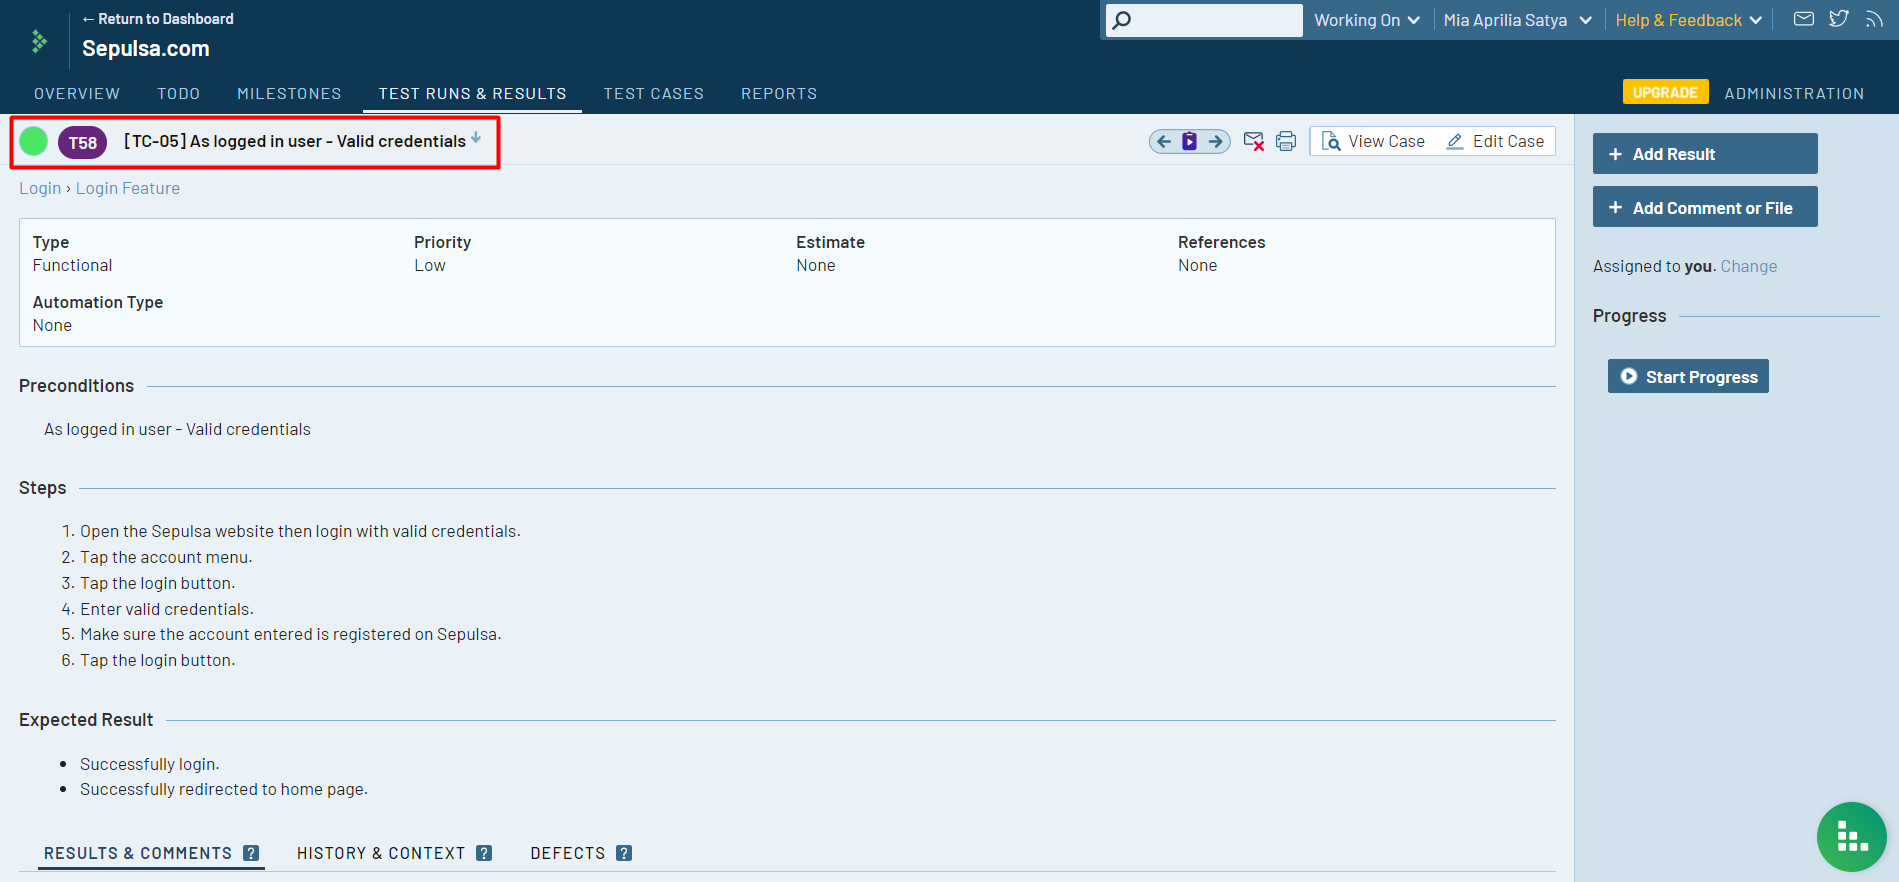 ← Return to Dashboard
Sepulsa.com
Working On
Mia Aprilia Satya
Help & Feedback
OVERVIEW
TODO
MILESTONES
TEST RUNS & RESULTS
TEST CASES
REPORTS
UPGRADE
ADMINISTRATION
T58
[TC-05] As logged in user - Valid credentials
View Case
Edit Case
Login › Login Feature
Type
Functional
Priority
Low
Estimate
None
References
None
Automation Type
None
Preconditions
As logged in user - Valid credentials
Steps
1. Open the Sepulsa website then login with valid credentials.
2. Tap the account menu.
3. Tap the login button.
4. Enter valid credentials.
5. Make sure the account entered is registered on Sepulsa.
6. Tap the login button.
Expected Result
• Successfully login.
• Successfully redirected to home page.
RESULTS & COMMENTS ?
HISTORY & CONTEXT ?
DEFECTS ?
+ Add Result
+ Add Comment or File
Assigned to you. Change
Progress
Start Progress